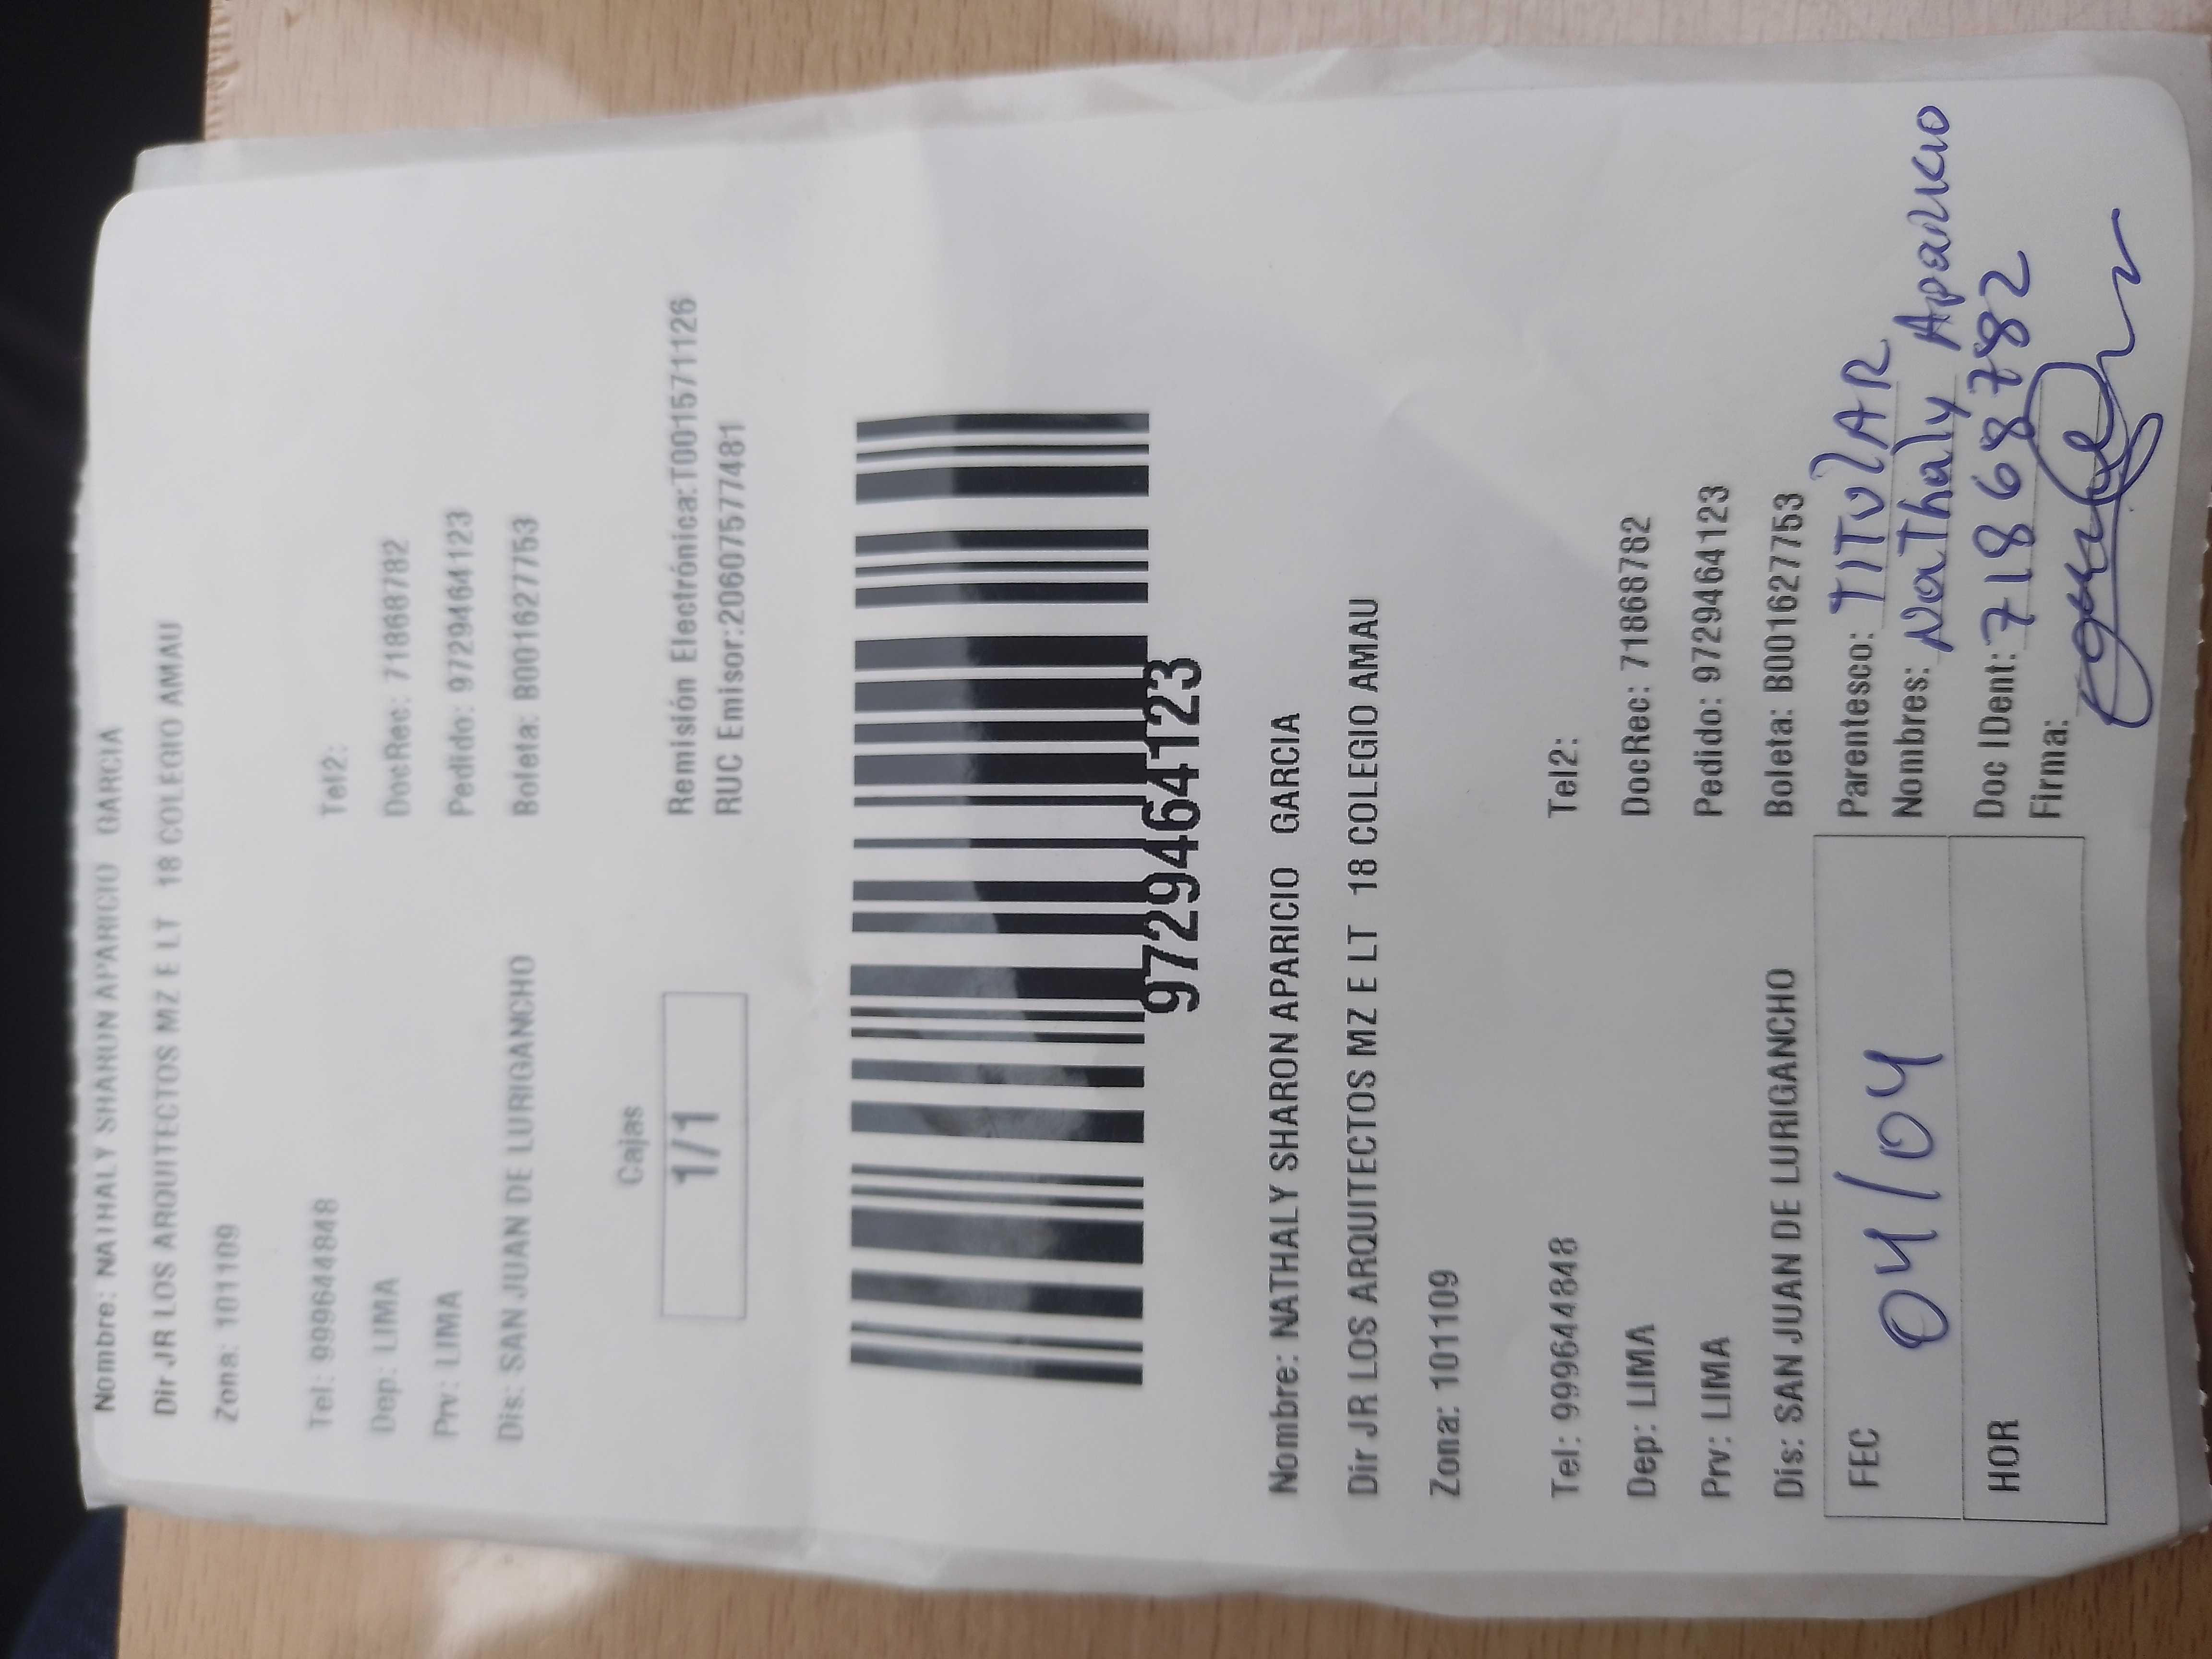 Nombre: NATHALY SHARON APARICIO GARCIA
Dir JR LOS ARQUITECTOS MZ E LT 18 COLEGIO AMAU
Zona: 101109
Tel: 999644848 Tel2:
Dep: LIMA DocRec: 71868782
Prv: LIMA Pedido: 9729464123
Dis: SAN JUAN DE LURIGANCHO Boleta: B001627753
Cajas
1/1
Remisión Electrónica:T001571126
RUC Emisor:20607577481
9729464123
Nombre: NATHALY SHARON APARICIO GARCIA
Dir JR LOS ARQUITECTOS MZ E LT 18 COLEGIO AMAU
Zona: 101109
Tel: 999644848 Tel2:
Dep: LIMA DocRec: 71868782
Prv: LIMA Pedido: 9729464123
Dis: SAN JUAN DE LURIGANCHO Boleta: B001627753
FEC 04/04
HOR
Parentesco: TITULAR
Nombres: Nathaly Aparicio
Doc IDent: 71868782
Firma: